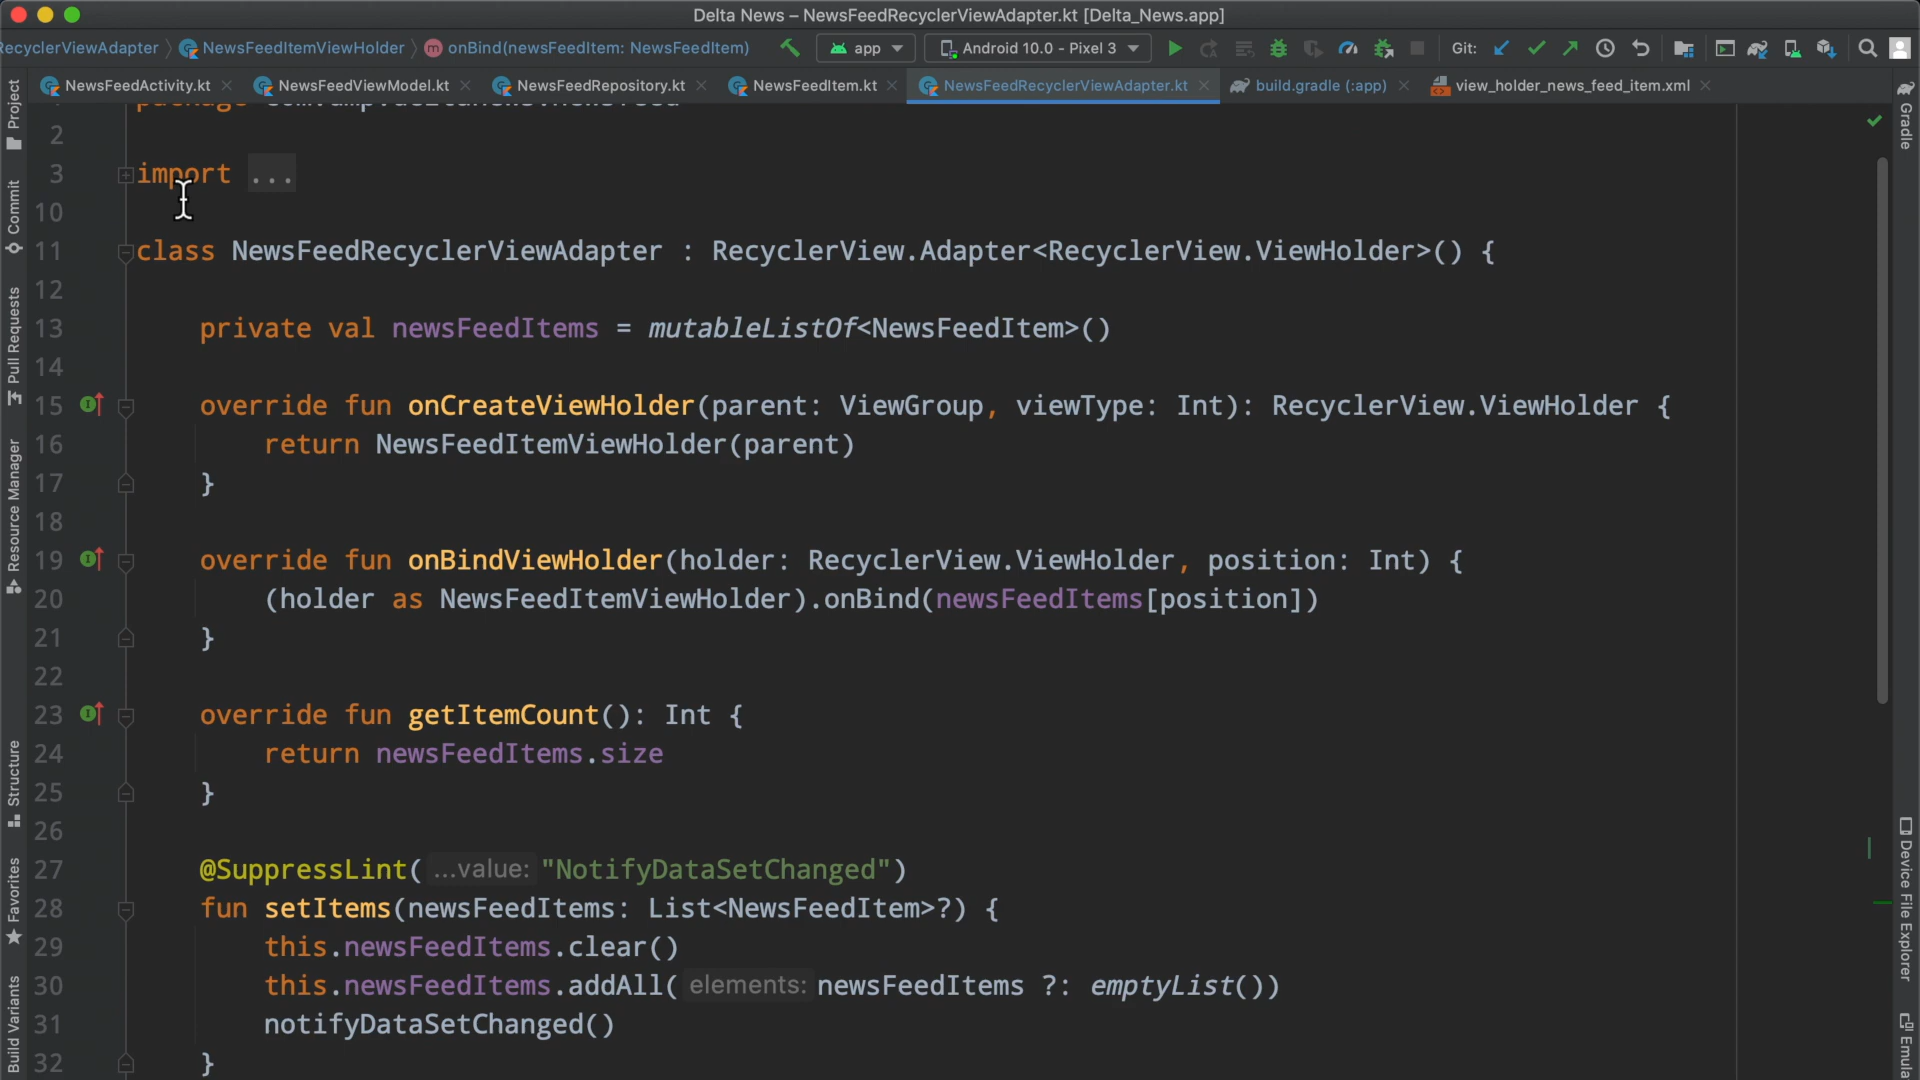 Delta News – NewsFeedRecyclerViewAdapter.kt [Delta_News.app]
ecyclerViewAdapter NewsFeedItemViewHolder m onBind(newsFeedItem: NewsFeedItem) app Android 10.0 - Pixel 3 Git:
NewsFeedActivity.kt NewsFeedViewModel.kt NewsFeedRepository.kt NewsFeedItem.kt NewsFeedRecyclerViewAdapter.kt build.gradle (:app) view_holder_news_feed_item.xml
Project
Commit
Pull Requests
Resource Manager
Structure
Favorites
Build Variants
package
2
3 import ...
10
11 class NewsFeedRecyclerViewAdapter : RecyclerView.Adapter<RecyclerView.ViewHolder>() {
12
13 private val newsFeedItems = mutableListOf<NewsFeedItem>()
14
15 override fun onCreateViewHolder(parent: ViewGroup, viewType: Int): RecyclerView.ViewHolder {
16 return NewsFeedItemViewHolder(parent)
17 }
18
19 override fun onBindViewHolder(holder: RecyclerView.ViewHolder, position: Int) {
20 (holder as NewsFeedItemViewHolder).onBind(newsFeedItems[position])
21 }
22
23 override fun getItemCount(): Int {
24 return newsFeedItems.size
25 }
26
27 @SuppressLint( ...value: "NotifyDataSetChanged")
28 fun setItems(newsFeedItems: List<NewsFeedItem>?) {
29 this.newsFeedItems.clear()
30 this.newsFeedItems.addAll( elements: newsFeedItems ?: emptyList())
31 notifyDataSetChanged()
32 }
Gradle
Device File Explorer
Emula